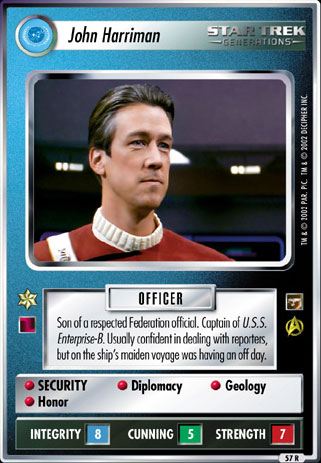 John Harriman
STAR TREK
GENERATIONS
TM & © 2002 PAR. PIC. TM & © 2002 DECIPHER INC.
OFFICER
Son of a respected Federation official. Captain of U.S.S.
Enterprise-B. Usually confident in dealing with reporters,
but on the ship's maiden voyage was having an off day.
SECURITY Diplomacy Geology
Honor
INTEGRITY 8 CUNNING 5 STRENGTH 7
57 R